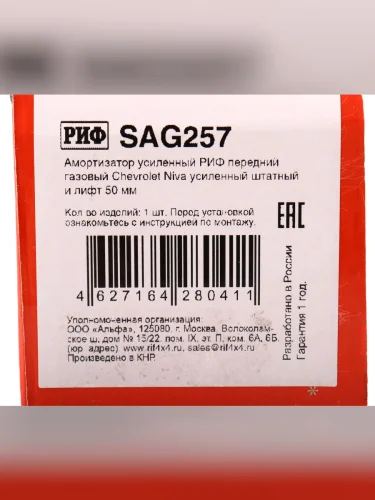 РИФ SAG257
Амортизатор усиленный РИФ передний
газовый Chevrolet Niva усиленный штатный
и лифт 50 мм
Кол-во изделий: 1 шт. Перед установкой
ознакомьтесь с инструкцией по монтажу.
EAC
4 627164 280411
Уполномоченная организация:
ООО «Альфа», 125080, г. Москва, Волоколам-
ское ш, дом № 15/22, пом. IX, эт. П, ком. 6А, 6Б,
(юр. адрес) www.rif4x4.ru, sales@rif4x4.ru
Произведено в КНР.
Разработано в России
Гарантия 1 год.